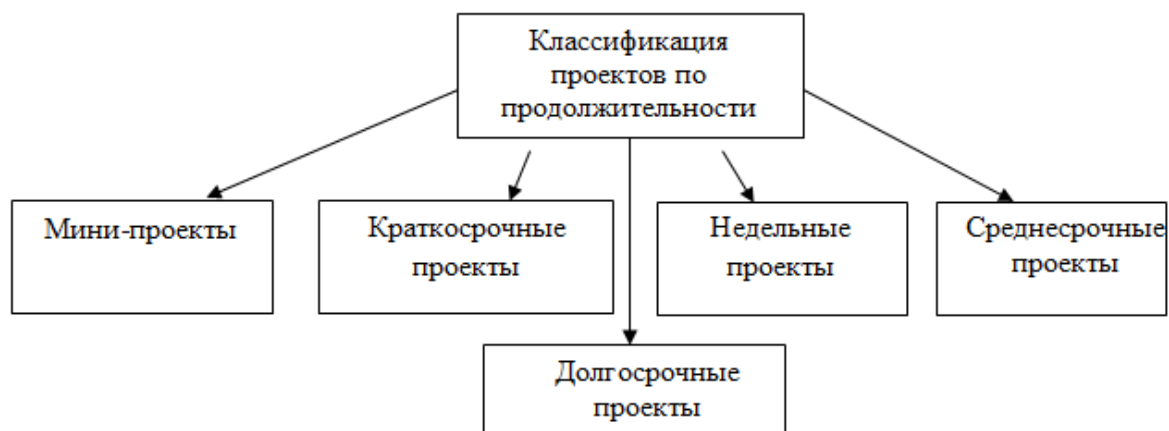 Классификация
проектов по
продолжительности
Мини-проекты
Краткосрочные
проекты
Недельные
проекты
Среднесрочные
проекты
Долгосрочные
проекты